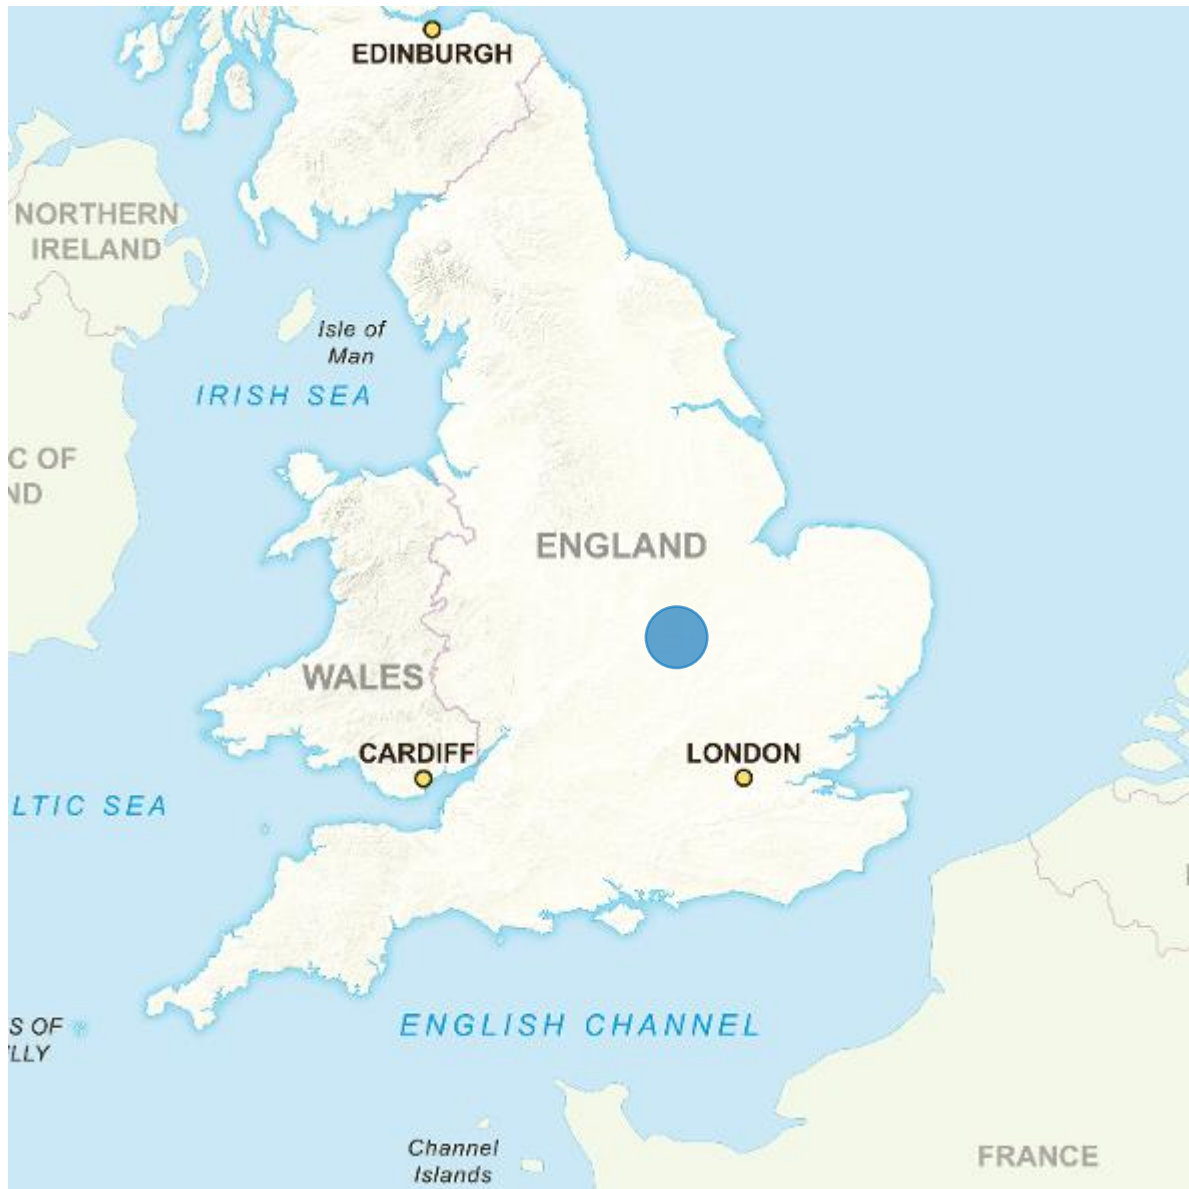 EDINBURGH
NORTHERN
IRELAND
Isle of
Man
IRISH SEA
C OF
ND
ENGLAND
WALES
CARDIFF
LONDON
LTIC SEA
S OF
LLY
ENGLISH CHANNEL
Channel
Islands
FRANCE